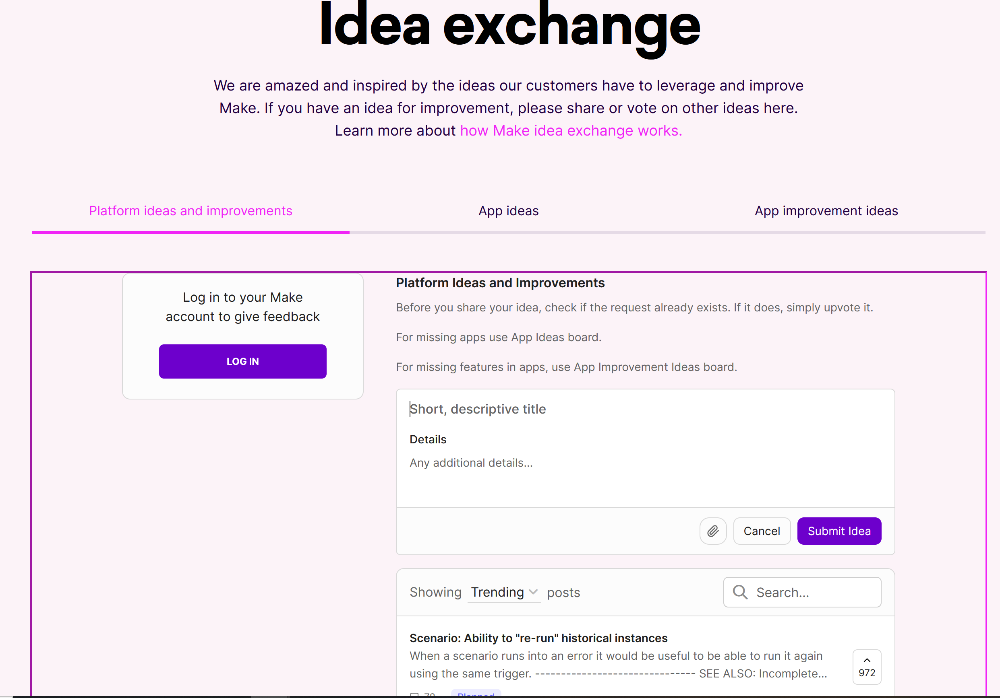 Idea exchange
We are amazed and inspired by the ideas our customers have to leverage and improve
Make. If you have an idea for improvement, please share or vote on other ideas here.
Learn more about how Make idea exchange works.
Platform ideas and improvements
App ideas
App improvement ideas
Log in to your Make
account to give feedback
LOG IN
Platform Ideas and Improvements
Before you share your idea, check if the request already exists. If it does, simply upvote it.
For missing apps use App Ideas board.
For missing features in apps, use App Improvement Ideas board.
Short, descriptive title
Details
Any additional details...
Cancel
Submit Idea
Showing Trending posts
Search...
Scenario: Ability to "re-run" historical instances
When a scenario runs into an error it would be useful to be able to run it again
using the same trigger. ------------------------------- SEE ALSO: Incomplete...
972
Planned